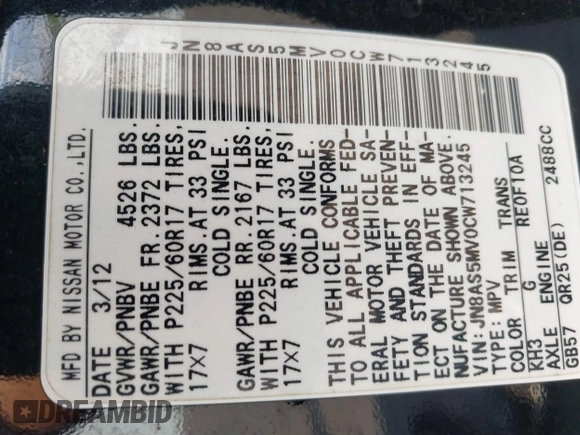 JN8AS5MV0CW713245
MFD BY NISSAN MOTOR CO.,LTD.
DATE 3/12
GVWR/PNBV 4526 LBS.
GAWR/PNBE FR. 2372 LBS.
WITH P225/60R17 TIRES,
17X7 RIMS. AT 33 PSI
COLD SINGLE.
GAWR/PNBE RR. 2167 LBS.
WITH P225/60R17 TIRES,
17X7 RIMS. AT 33 PSI
COLD SINGLE.
THIS VEHICLE CONFORMS
TO ALL APPLICABLE FED-
ERAL MOTOR VEHICLE SA-
FETY AND THEFT PREVEN-
TION STANDARDS IN EFF-
ECT ON THE DATE OF MA-
NUFACTURE SHOWN ABOVE.
VIN: JN8AS5MV0CW713245
TYPE: MPV
COLOR TRIM TRANS
KH3 G RE0F10A
AXLE ENGINE
GB57 QR25(DE) 2488CC
DREAMBID